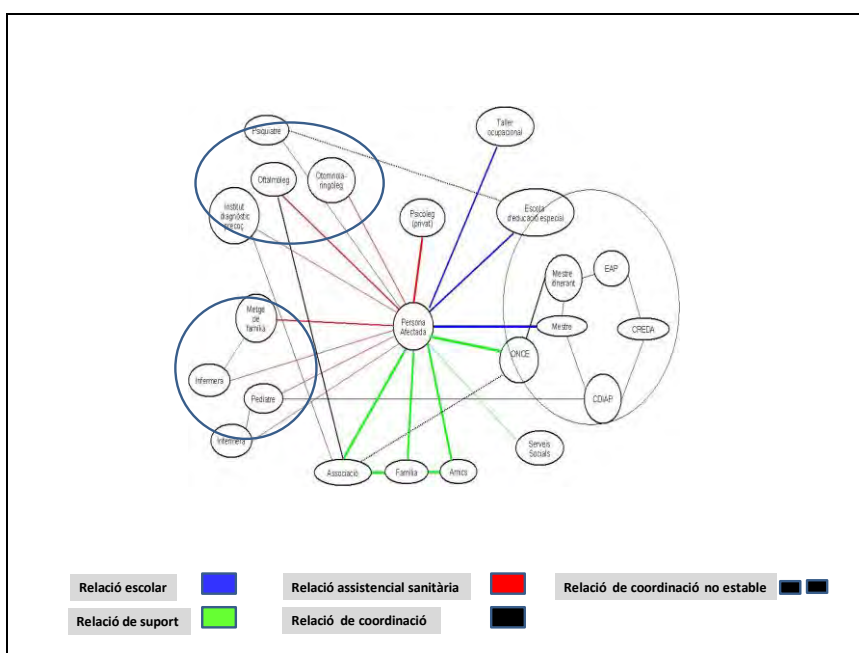 Psiquiatre
Taller
ocupacional
Oftalmòleg
Otorrinola-
ringòleg
Institut
diagnòstic
precoç
Psicòleg
(privat)
Escola
d'educació especial
Mestre
itinerant
EAP
Metge
de
família
Persona
Afectada
Mestre
CREDA
ONCE
Infermera
Pediatre
CDIAP
Infermera
Associació
Família
Amics
Serveis
Socials
Relació escolar
Relació assistencial sanitària
Relació de coordinació no estable
Relació de suport
Relació de coordinació